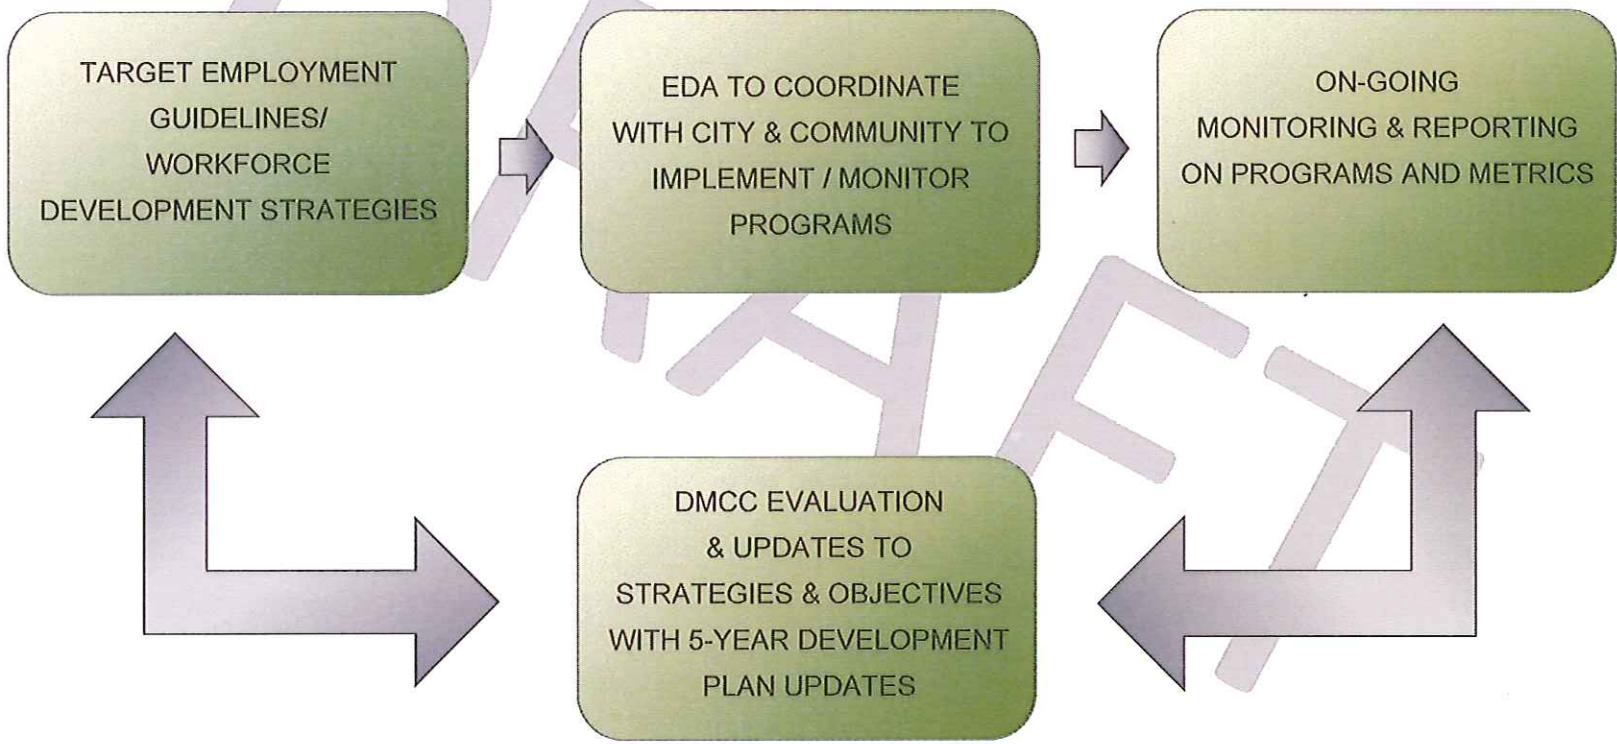 TARGET EMPLOYMENT
GUIDELINES/
WORKFORCE
DEVELOPMENT STRATEGIES
EDA TO COORDINATE
WITH CITY & COMMUNITY TO
IMPLEMENT / MONITOR
PROGRAMS
ON-GOING
MONITORING & REPORTING
ON PROGRAMS AND METRICS
DMCC EVALUATION
& UPDATES TO
STRATEGIES & OBJECTIVES
WITH 5-YEAR DEVELOPMENT
PLAN UPDATES
DRAFT